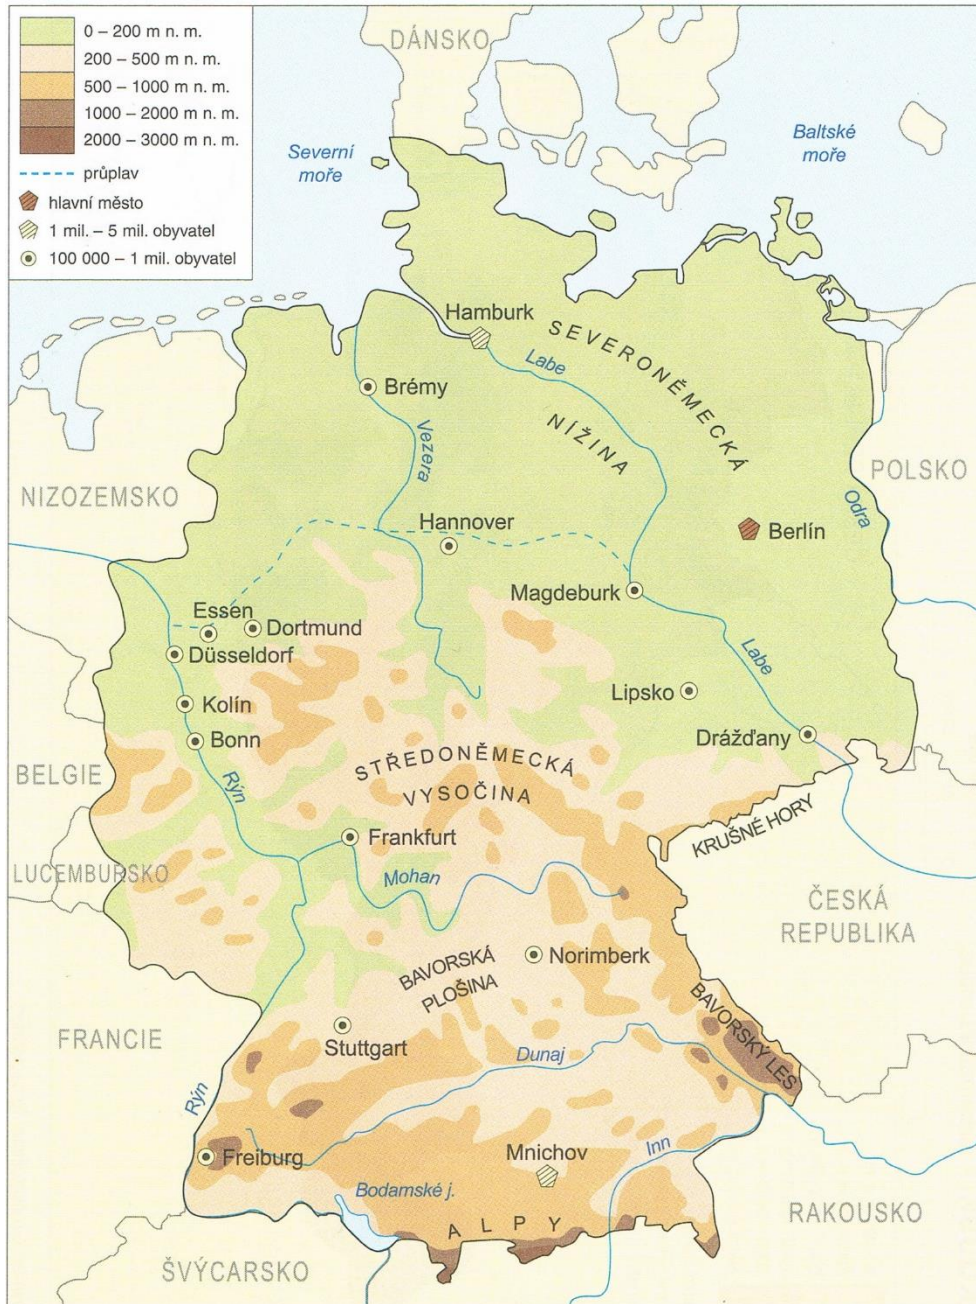 0 – 200 m n. m.
200 – 500 m n. m.
500 – 1000 m n. m.
1000 – 2000 m n. m.
2000 – 3000 m n. m.
průplav
hlavní město
1 mil. – 5 mil. obyvatel
100 000 – 1 mil. obyvatel
DÁNSKO
Severní
moře
Baltské
moře
Hamburk
Labe
SEVERONĚMECKÁ
NÍŽINA
Brémy
Vezera
NIZOZEMSKO
POLSKO
Odra
Hannover
Berlín
Magdeburk
Essen
Dortmund
Düsseldorf
Labe
Kolín
Lipsko
Bonn
Drážďany
Rýn
STŘEDONĚMECKÁ
VYSOČINA
BELGIE
KRUŠNÉ HORY
Frankfurt
LUCEMBURSKO
Mohan
ČESKÁ
REPUBLIKA
Norimberk
BAVORSKÁ
PLOŠINA
BAVORSKÝ LES
FRANCIE
Stuttgart
Dunaj
Rýn
Freiburg
Mnichov
Inn
Bodamské j.
ALPY
RAKOUSKO
ŠVÝCARSKO